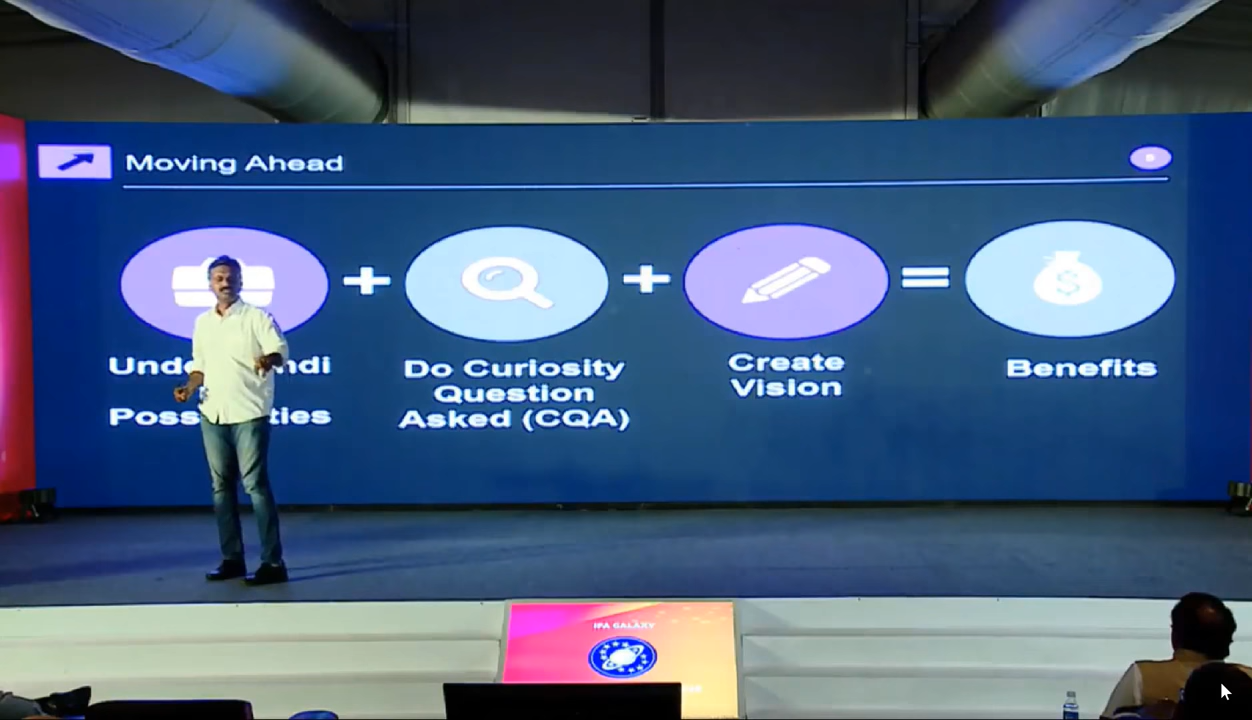 Moving Ahead
Do Curiosity
Question
Asked (CQA)
Create
Vision
Benefits
IPA GALAXY